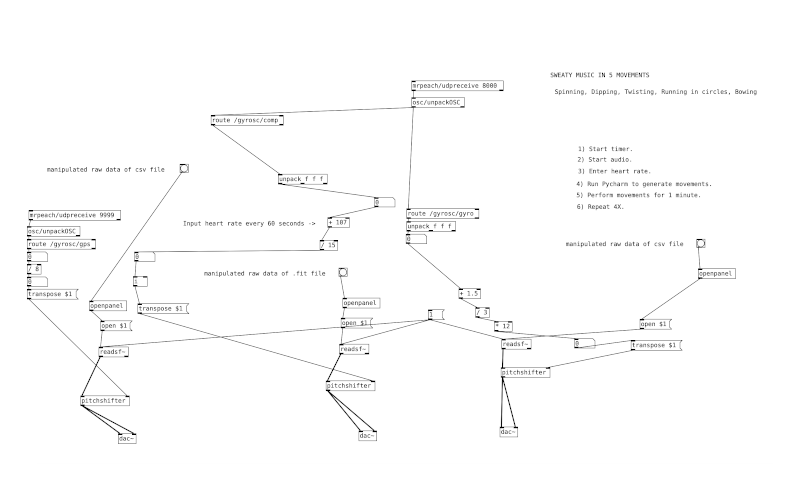 SWEATY MUSIC IN 5 MOVEMENTS
mrpeach/udpreceive 8000
Spinning, Dipping, Twisting, Running in circles, Bowing
osc/unpackOSC
route /gyrosc/comp
1) Start timer.
2) Start audio.
manipulated raw data of csv file
3) Enter heart rate.
unpack f f f
4) Run Pycharm to generate movements.
5) Perform movements for 1 minute.
0
6) Repeat 4X.
mrpeach/udpreceive 9999
route /gyrosc/gyro
Input heart rate every 60 seconds ->
+ 107
unpack f f f
osc/unpackOSC
0
route /gyrosc/gps
/ 15
manipulated raw data of csv file
0
0
/ 8
manipulated raw data of .fit file
openpanel
0
transpose $1
+ 1.5
openpanel
transpose $1
openpanel
/ 3
open $1
open $1
* 12
open $1
readsf~
readsf~
readsf~
0
transpose $1
pitchshifter
pitchshifter
pitchshifter
dac~
dac~
dac~